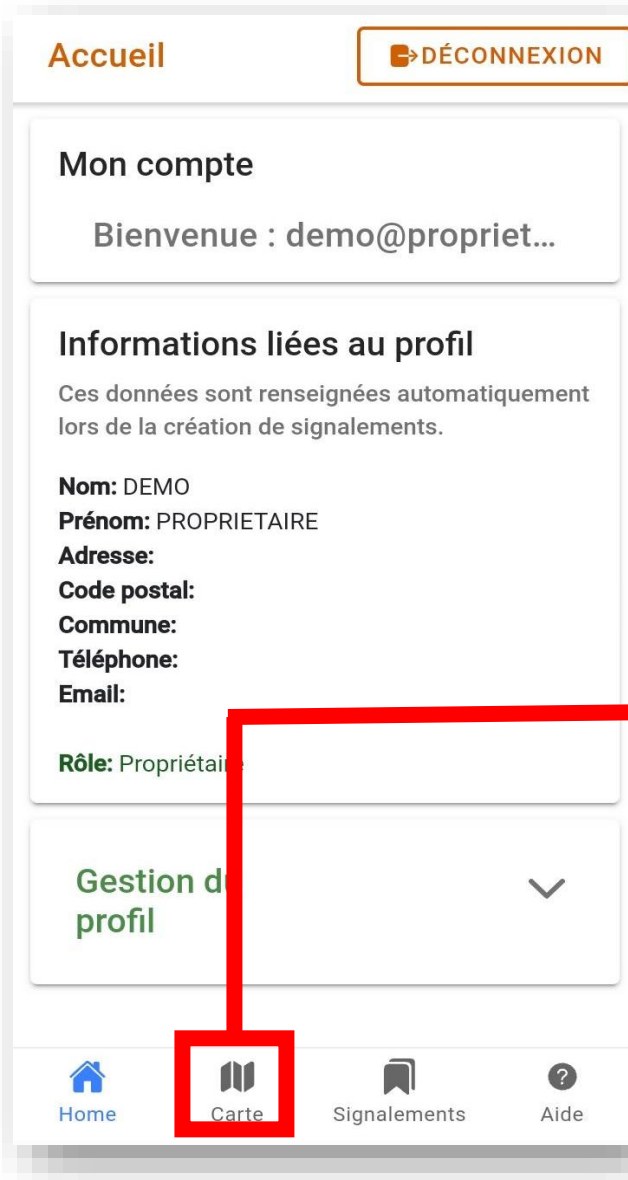 Accueil
DÉCONNEXION
Mon compte
Bienvenue : demo@propriet...
Informations liées au profil
Ces données sont renseignées automatiquement
lors de la création de signalements.
Nom: DEMO
Prénom: PROPRIETAIRE
Adresse:
Code postal:
Commune:
Téléphone:
Email:
Rôle: Propriétaire
Gestion du
profil
Home
Carte
Signalements
Aide